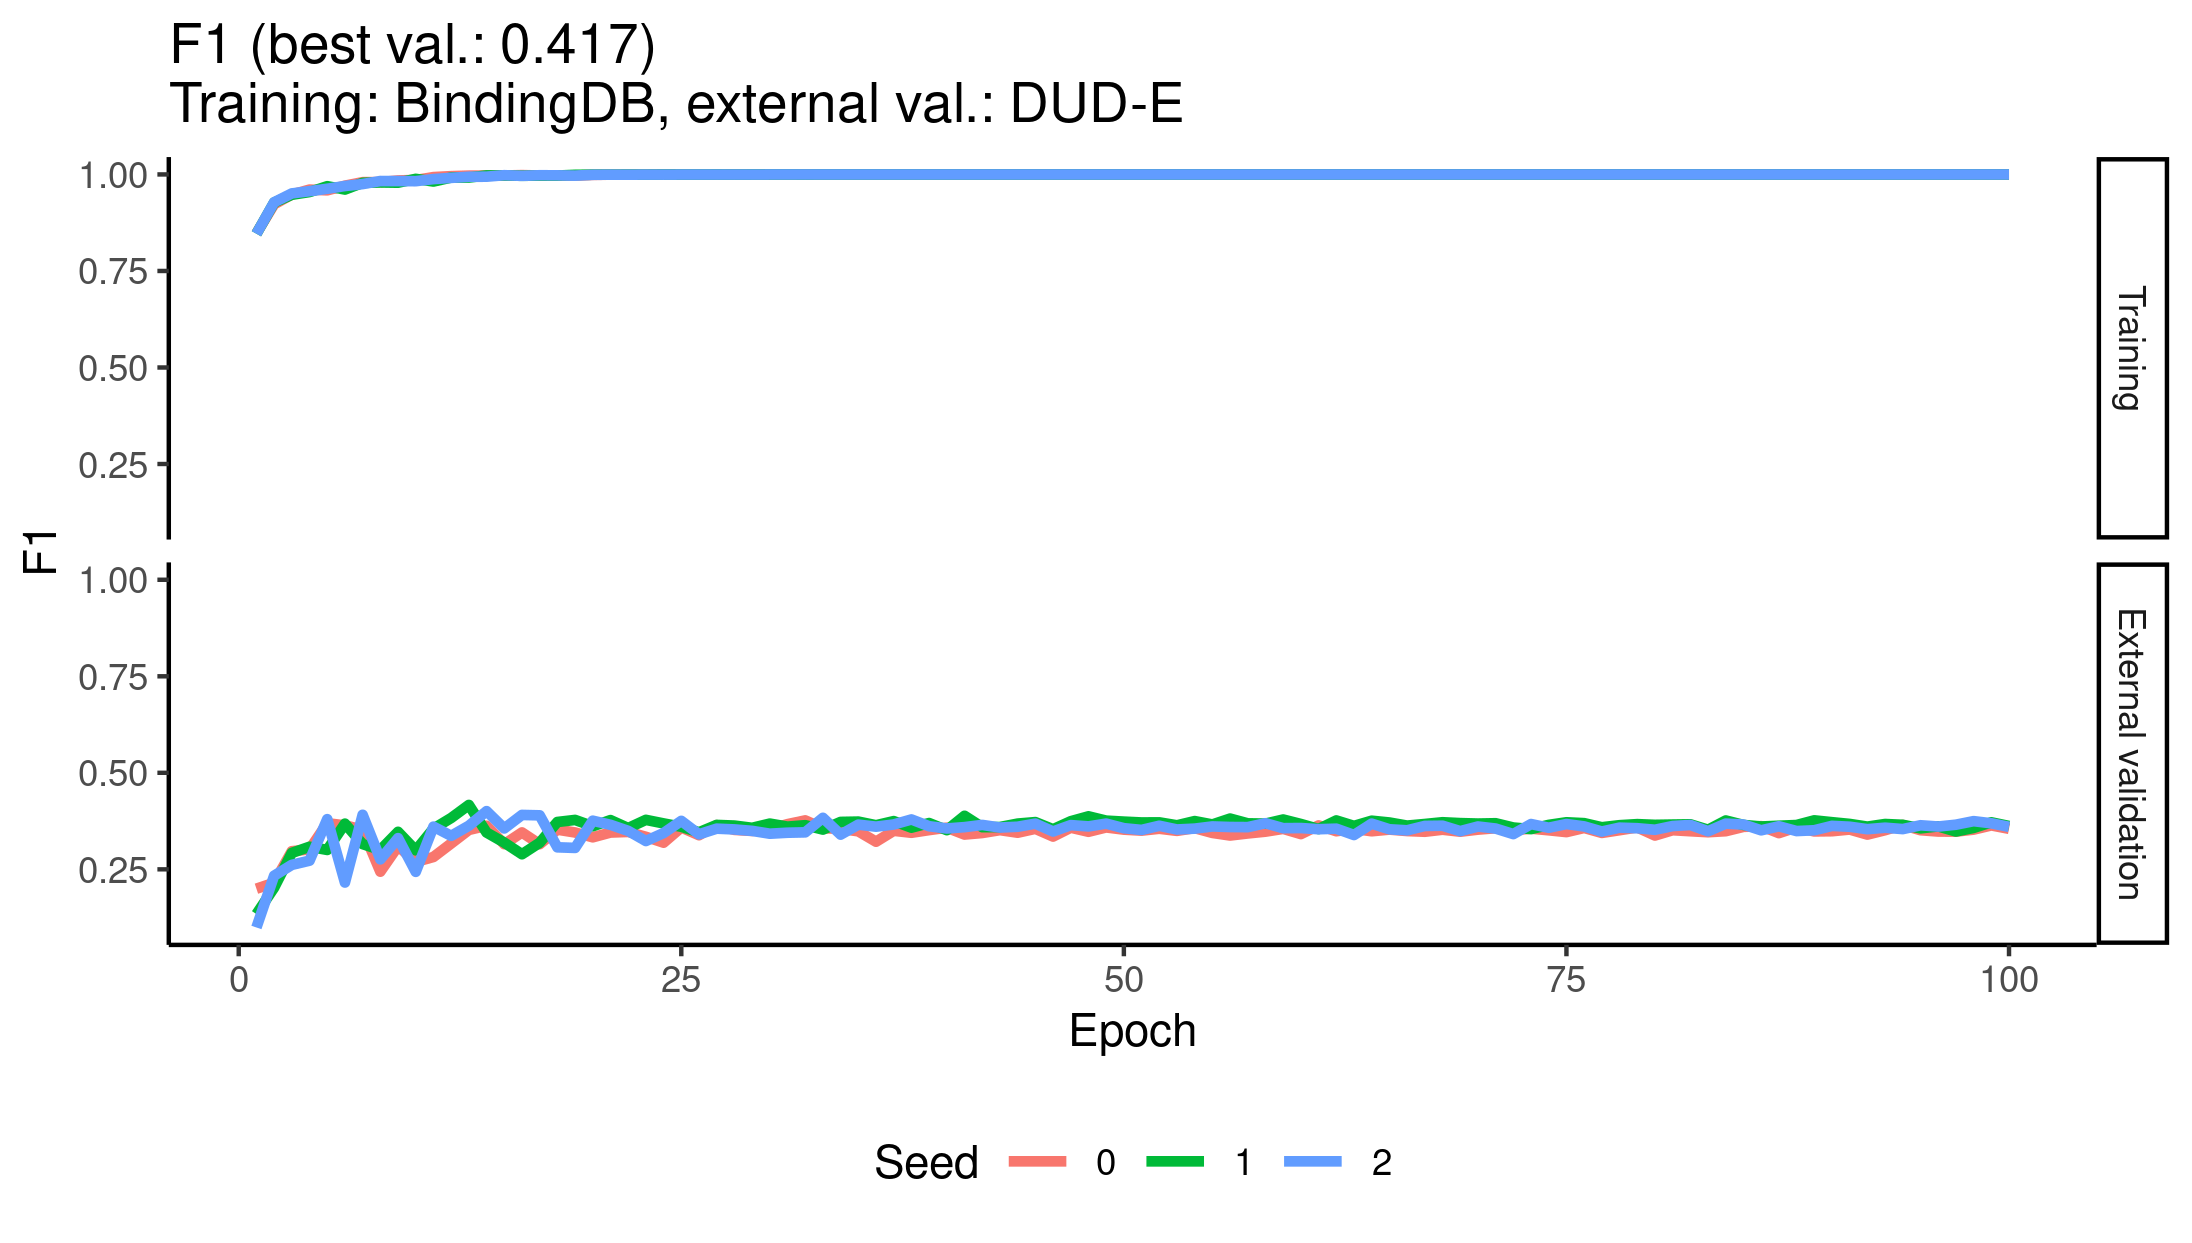 F1 (best val.: 0.417)
Training: BindingDB, external val.: DUD-E
F1
1.00
0.75
0.50
0.25
Training
1.00
0.75
0.50
0.25
External validation
0
25
50
75
100
Epoch
Seed 0 1 2